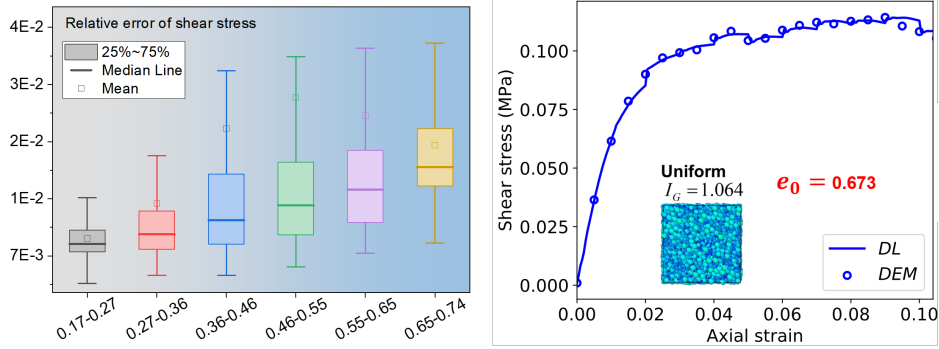 Relative error of shear stress
25%~75%
Median Line
Mean
4E-2
3E-2
2E-2
1E-2
7E-3
0.17-0.27
0.27-0.36
0.36-0.46
0.46-0.55
0.55-0.65
0.65-0.74
Shear stress (MPa)
0.100
0.075
0.050
0.025
0.000
Uniform
I_G = 1.064
e_0 = 0.673
DL
DEM
0.00
0.02
0.04
0.06
0.08
0.10
Axial strain